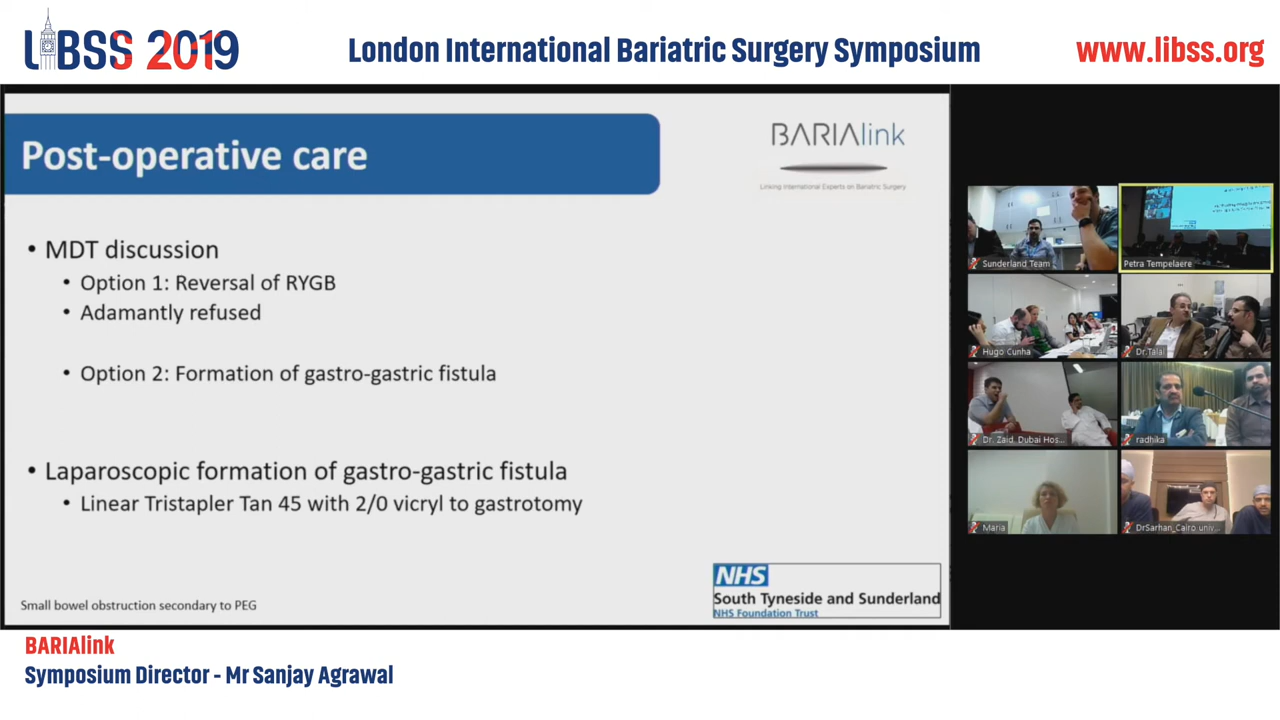 LIBSS 2019
London International Bariatric Surgery Symposium
www.libss.org
Post-operative care
BARIAlink
Linking International Experts on Bariatric Surgery
• MDT discussion
• Option 1: Reversal of RYGB
• Adamantly refused
• Option 2: Formation of gastro-gastric fistula
• Laparoscopic formation of gastro-gastric fistula
• Linear Tristapler Tan 45 with 2/0 vicryl to gastrotomy
Small bowel obstruction secondary to PEG
NHS
South Tyneside and Sunderland
NHS Foundation Trust
Sunderland Team
Petra Tempelaere
Hugo Cunha
Dr.Talal
Dr. Zaid. Dubai Hos...
radhika
Maria
DrSarhan_Cairo univ...
BARIAlink
Symposium Director - Mr Sanjay Agrawal